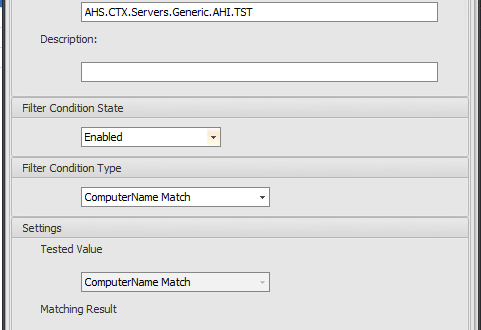 AHS.CTX.Servers.Generic.AHI.TST
Description:
Filter Condition State
Enabled
Filter Condition Type
ComputerName Match
Settings
Tested Value
ComputerName Match
Matching Result